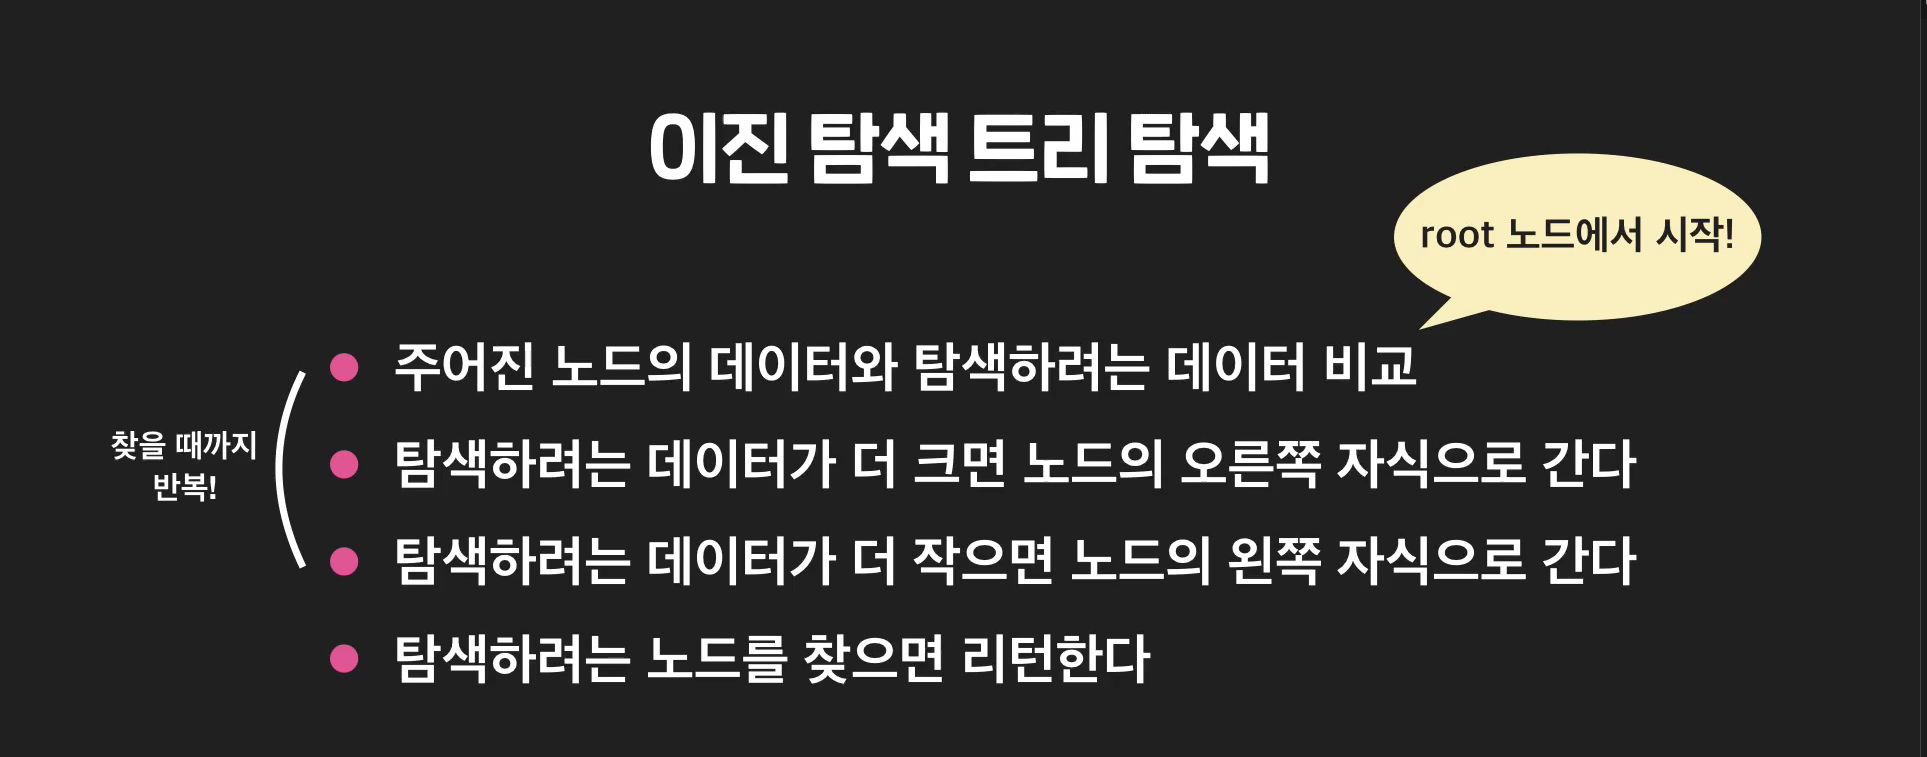 이진 탐색 트리 탐색
root 노드에서 시작!
주어진 노드의 데이터와 탐색하려는 데이터 비교
탐색하려는 데이터가 더 크면 노드의 오른쪽 자식으로 간다
찾을 때까지
반복!
탐색하려는 데이터가 더 작으면 노드의 왼쪽 자식으로 간다
탐색하려는 노드를 찾으면 리턴한다